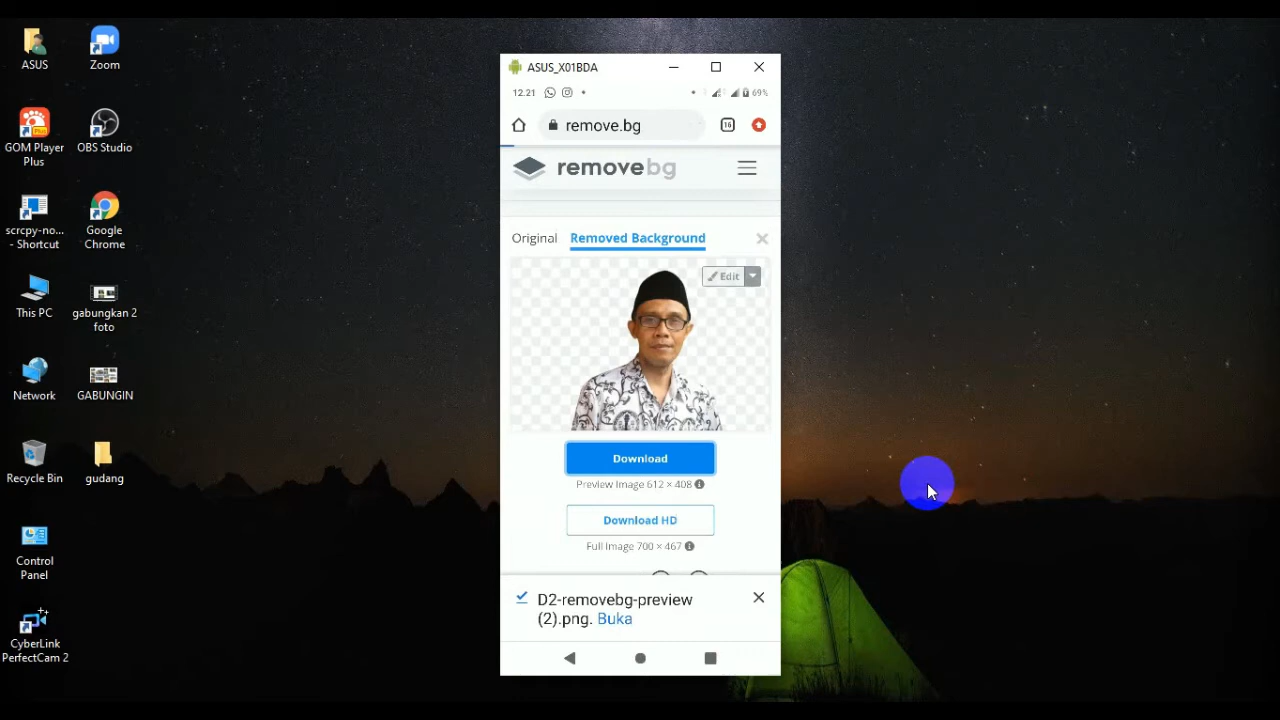 ASUS
Zoom
GOM Player
Plus
OBS Studio
scrcpy-no...
- Shortcut
Google
Chrome
This PC
gabungkan 2
foto
Network
GABUNGIN
Recycle Bin
gudang
Control
Panel
CyberLink
PerfectCam 2
ASUS_X01BDA
12.21
69%
remove.bg
16
removebg
Original
Removed Background
Edit
Download
Preview Image 612 × 408
Download HD
Full Image 700 × 467
D2-removebg-preview
(2).png. Buka